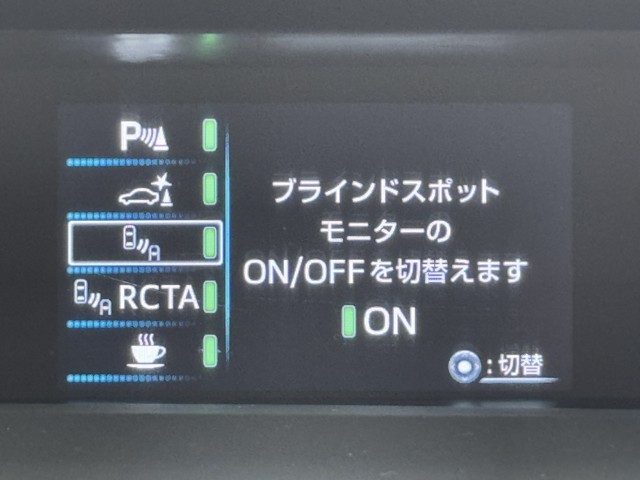 P
RCTA
ブラインドスポット
モニターの
ON/OFFを切替えます
ON
:切替